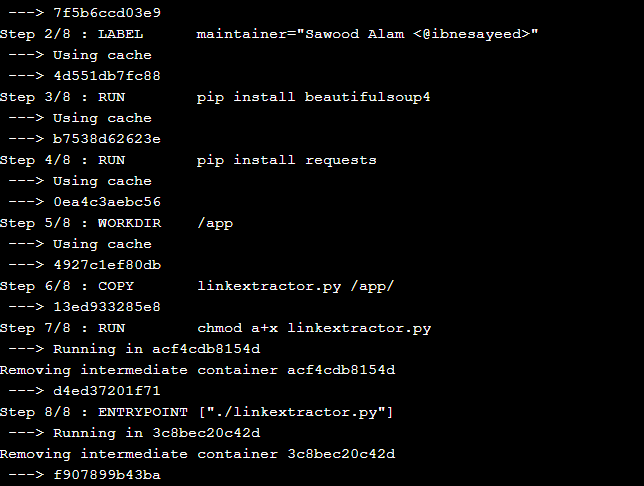 ---> 7f5b6ccd03e9
Step 2/8 : LABEL      maintainer="Sawood Alam <@ibnesayeed>"
---> Using cache
---> 4d551db7fc88
Step 3/8 : RUN        pip install beautifulsoup4
---> Using cache
---> b7538d62623e
Step 4/8 : RUN        pip install requests
---> Using cache
---> 0ea4c3aebc56
Step 5/8 : WORKDIR    /app
---> Using cache
---> 4927c1ef80db
Step 6/8 : COPY       linkextractor.py /app/
---> 13ed933285e8
Step 7/8 : RUN        chmod a+x linkextractor.py
---> Running in acf4cdb8154d
Removing intermediate container acf4cdb8154d
---> d4ed37201f71
Step 8/8 : ENTRYPOINT ["./linkextractor.py"]
---> Running in 3c8bec20c42d
Removing intermediate container 3c8bec20c42d
---> f907899b43ba